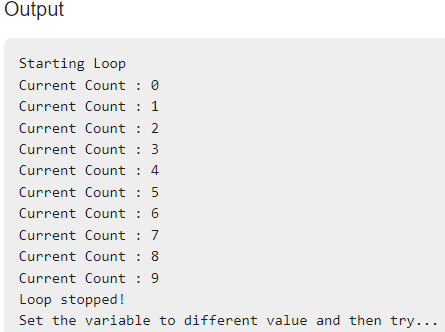 Output
Starting Loop
Current Count : 0
Current Count : 1
Current Count : 2
Current Count : 3
Current Count : 4
Current Count : 5
Current Count : 6
Current Count : 7
Current Count : 8
Current Count : 9
Loop stopped!
Set the variable to different value and then try...